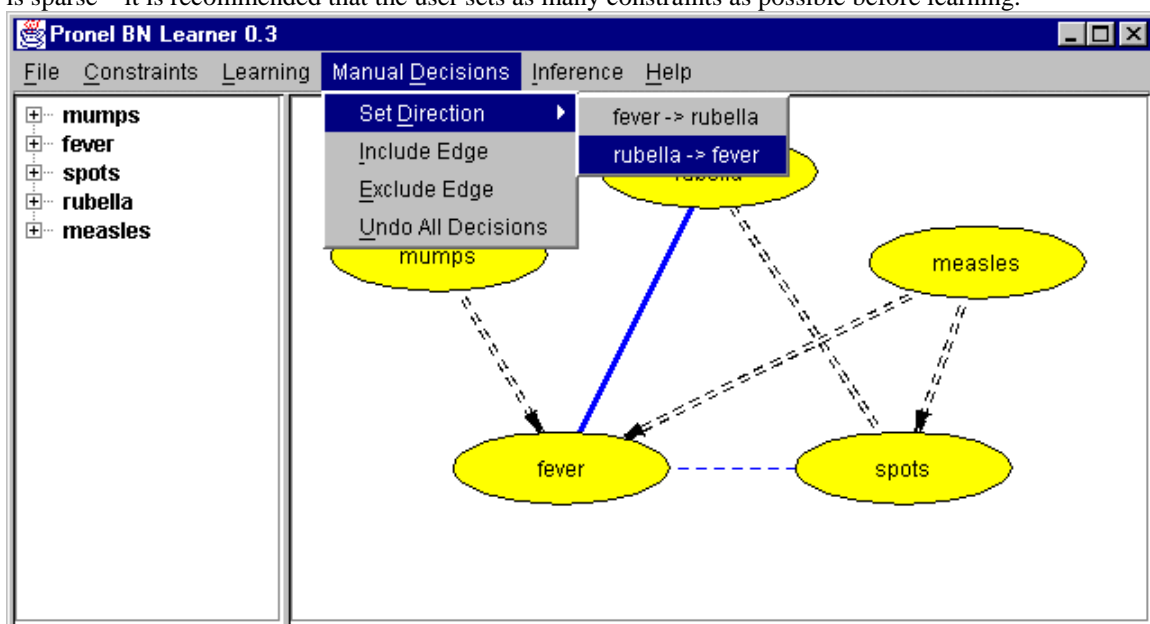 is sparse – it is recommended that the user sets as many constraints as possible before learning.
Pronel BN Learner 0.3
File Constraints Learning Manual Decisions Inference Help
mumps
fever
spots
rubella
measles
Set Direction
Include Edge
Exclude Edge
Undo All Decisions
fever -> rubella
rubella -> fever
rubella
mumps
measles
fever
spots